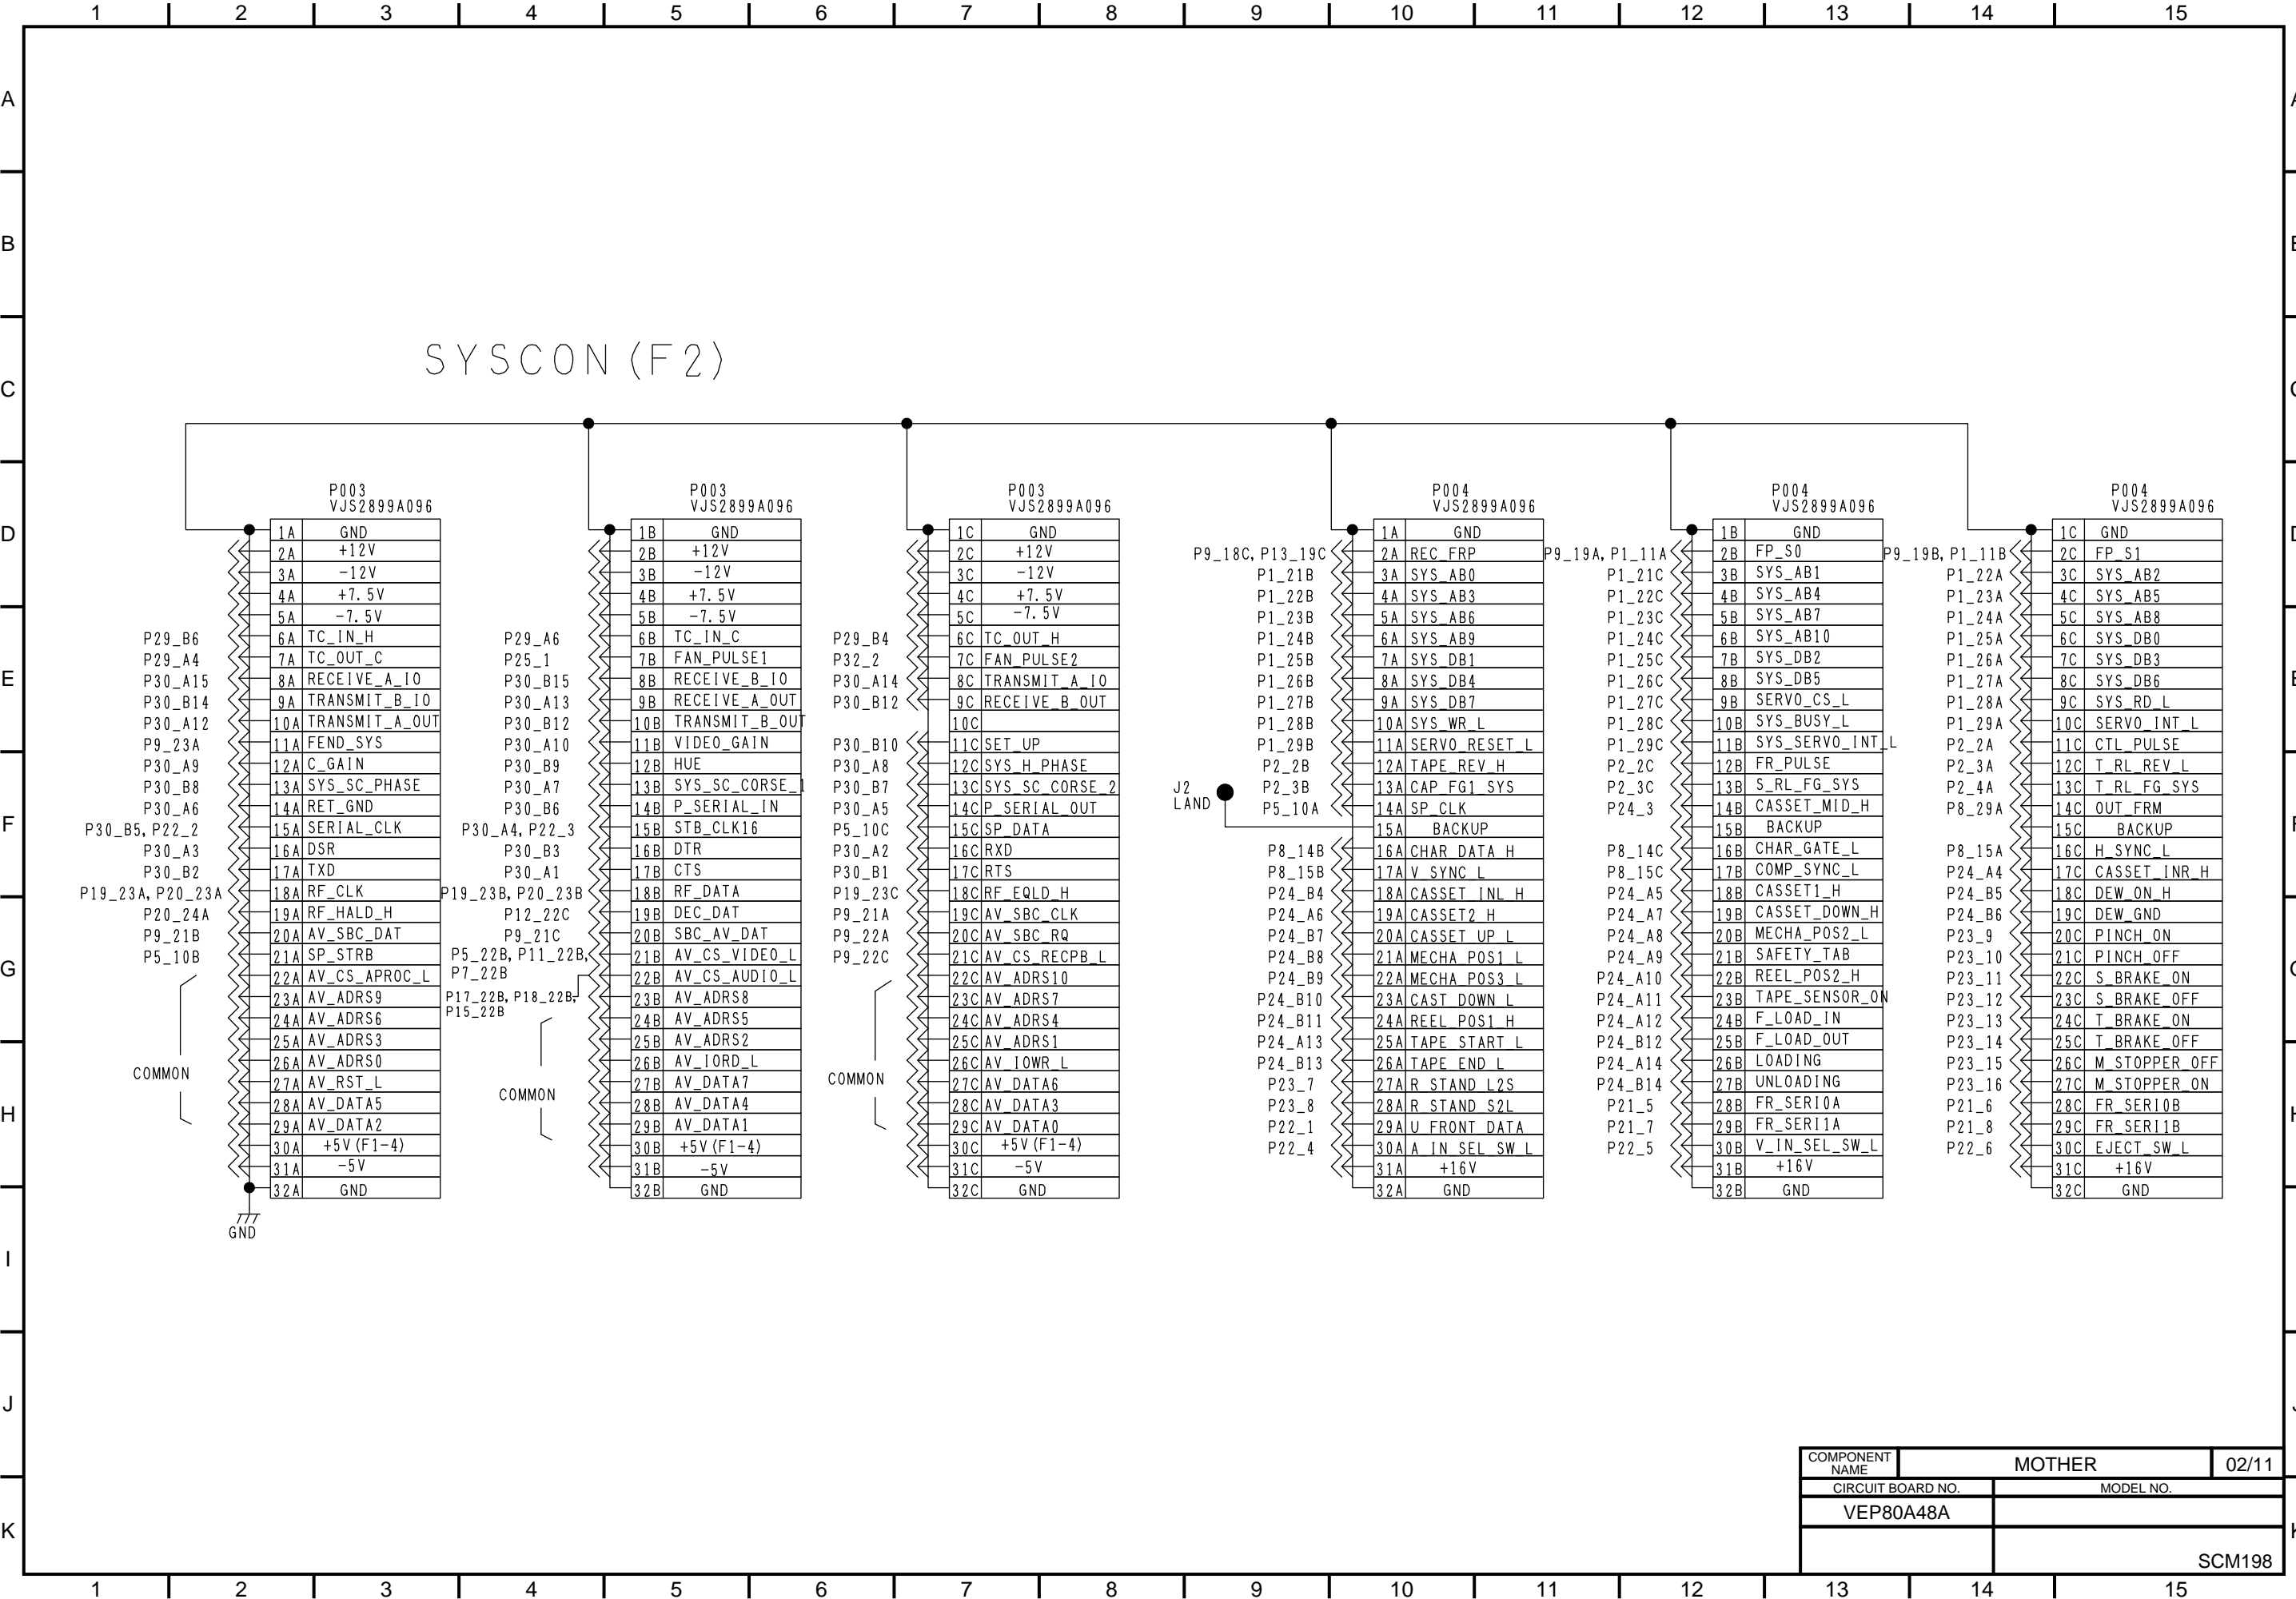 1 2 3 4 5 6 7 8 9 10 11 12 13 14 15
A
B
C
D
E
F
G
H
I
J
K
SYSCON(F2)
P003
VJS2899A096
1A GND
2A +12V
3A -12V
4A +7.5V
5A -7.5V
P29_B6 6A TC_IN_H
P29_A4 7A TC_OUT_C
P30_A15 8A RECEIVE_A_IO
P30_B14 9A TRANSMIT_B_IO
P30_A12 10A TRANSMIT_A_OUT
P9_23A 11A FEND_SYS
P30_A9 12A C_GAIN
P30_B8 13A SYS_SC_PHASE
P30_A6 14A RET_GND
P30_B5, P22_2 15A SERIAL_CLK
P30_A3 16A DSR
P30_B2 17A TXD
P19_23A, P20_23A 18A RF_CLK
P20_24A 19A RF_HALD_H
P9_21B 20A AV_SBC_DAT
P5_10B 21A SP_STRB
22A AV_CS_APROC_L
23A AV_ADRS9
24A AV_ADRS6
25A AV_ADRS3
26A AV_ADRS0
COMMON
27A AV_RST_L
28A AV_DATA5
29A AV_DATA2
30A +5V(F1-4)
31A -5V
32A GND
GND
P003
VJS2899A096
1B GND
2B +12V
3B -12V
4B +7.5V
5B -7.5V
P29_A6 6B TC_IN_C
P25_1 7B FAN_PULSE1
P30_B15 8B RECEIVE_B_IO
P30_A13 9B RECEIVE_A_OUT
P30_B12 10B TRANSMIT_B_OUT
P30_A10 11B VIDEO_GAIN
P30_B9 12B HUE
P30_A7 13B SYS_SC_CORSE_1
P30_B6 14B P_SERIAL_IN
P30_A4, P22_3 15B STB_CLK16
P30_B3 16B DTR
P30_A1 17B CTS
P19_23B, P20_23B 18B RF_DATA
P12_22C 19B DEC_DAT
P9_21C 20B SBC_AV_DAT
P5_22B, P11_22B, 21B AV_CS_VIDEO_L
P7_22B 22B AV_CS_AUDIO_L
P17_22B, P18_22B, 23B AV_ADRS8
P15_22B
24B AV_ADRS5
25B AV_ADRS2
26B AV_IORD_L
27B AV_DATA7
COMMON
28B AV_DATA4
29B AV_DATA1
30B +5V(F1-4)
31B -5V
32B GND
P003
VJS2899A096
1C GND
2C +12V
3C -12V
4C +7.5V
5C -7.5V
P29_B4 6C TC_OUT_H
P32_2 7C FAN_PULSE2
P30_A14 8C TRANSMIT_A_IO
P30_B12 9C RECEIVE_B_OUT
10C
P30_B10 11C SET_UP
P30_A8 12C SYS_H_PHASE
P30_B7 13C SYS_SC_CORSE_2
P30_A5 14C P_SERIAL_OUT
P5_10C 15C SP_DATA
P30_A2 16C RXD
P30_B1 17C RTS
P19_23C 18C RF_EQLD_H
P9_21A 19C AV_SBC_CLK
P9_22A 20C AV_SBC_RQ
P9_22C 21C AV_CS_RECPB_L
22C AV_ADRS10
23C AV_ADRS7
24C AV_ADRS4
25C AV_ADRS1
26C AV_IOWR_L
COMMON
27C AV_DATA6
28C AV_DATA3
29C AV_DATA0
30C +5V(F1-4)
31C -5V
32C GND
P004
VJS2899A096
1A GND
P9_18C, P13_19C 2A REC_FRP
P1_21B 3A SYS_AB0
P1_22B 4A SYS_AB3
P1_23B 5A SYS_AB6
P1_24B 6A SYS_AB9
P1_25B 7A SYS_DB1
P1_26B 8A SYS_DB4
P1_27B 9A SYS_DB7
P1_28B 10A SYS_WR_L
P1_29B 11A SERVO_RESET_L
P2_2B 12A TAPE_REV_H
P2_3B 13A CAP_FG1_SYS
P5_10A 14A SP_CLK
J2
LAND
15A BACKUP
P8_14B 16A CHAR_DATA_H
P8_15B 17A V_SYNC_L
P24_B4 18A CASSET_INL_H
P24_A6 19A CASSET2_H
P24_B7 20A CASSET_UP_L
P24_B8 21A MECHA_POS1_L
P24_B9 22A MECHA_POS3_L
P24_B10 23A CAST_DOWN_L
P24_B11 24A REEL_POS1_H
P24_A13 25A TAPE_START_L
P24_B13 26A TAPE_END_L
P23_7 27A R_STAND_L2S
P23_8 28A R_STAND_S2L
P22_1 29A U_FRONT_DATA
P22_4 30A A_IN_SEL_SW_L
31A +16V
32A GND
P004
VJS2899A096
1B GND
P9_19A, P1_11A 2B FP_S0
P1_21C 3B SYS_AB1
P1_22C 4B SYS_AB4
P1_23C 5B SYS_AB7
P1_24C 6B SYS_AB10
P1_25C 7B SYS_DB2
P1_26C 8B SYS_DB5
P1_27C 9B SERVO_CS_L
P1_28C 10B SYS_BUSY_L
P1_29C 11B SYS_SERVO_INT_L
P2_2C 12B FR_PULSE
P2_3C 13B S_RL_FG_SYS
P24_3 14B CASSET_MID_H
15B BACKUP
P8_14C 16B CHAR_GATE_L
P8_15C 17B COMP_SYNC_L
P24_A5 18B CASSET1_H
P24_A7 19B CASSET_DOWN_H
P24_A8 20B MECHA_POS2_L
P24_A9 21B SAFETY_TAB
P24_A10 22B REEL_POS2_H
P24_A11 23B TAPE_SENSOR_ON
P24_A12 24B F_LOAD_IN
P24_B12 25B F_LOAD_OUT
P24_A14 26B LOADING
P24_B14 27B UNLOADING
P21_5 28B FR_SERI0A
P21_7 29B FR_SERI1A
P22_5 30B V_IN_SEL_SW_L
31B +16V
32B GND
P004
VJS2899A096
1C GND
P9_19B, P1_11B 2C FP_S1
P1_22A 3C SYS_AB2
P1_23A 4C SYS_AB5
P1_24A 5C SYS_AB8
P1_25A 6C SYS_DB0
P1_26A 7C SYS_DB3
P1_27A 8C SYS_DB6
P1_28A 9C SYS_RD_L
P1_29A 10C SERVO_INT_L
P2_2A 11C CTL_PULSE
P2_3A 12C T_RL_REV_L
P2_4A 13C T_RL_FG_SYS
P8_29A 14C OUT_FRM
15C BACKUP
P8_15A 16C H_SYNC_L
P24_A4 17C CASSET_INR_H
P24_B5 18C DEW_ON_H
P24_B6 19C DEW_GND
P23_9 20C PINCH_ON
P23_10 21C PINCH_OFF
P23_11 22C S_BRAKE_ON
P23_12 23C S_BRAKE_OFF
P23_13 24C T_BRAKE_ON
P23_14 25C T_BRAKE_OFF
P23_15 26C M_STOPPER_OFF
P23_16 27C M_STOPPER_ON
P21_6 28C FR_SERI0B
P21_8 29C FR_SERI1B
P22_6 30C EJECT_SW_L
31C +16V
32C GND
COMPONENT NAME MOTHER 02/11
CIRCUIT BOARD NO. MODEL NO.
VEP80A48A
SCM198
1 2 3 4 5 6 7 8 9 10 11 12 13 14 15